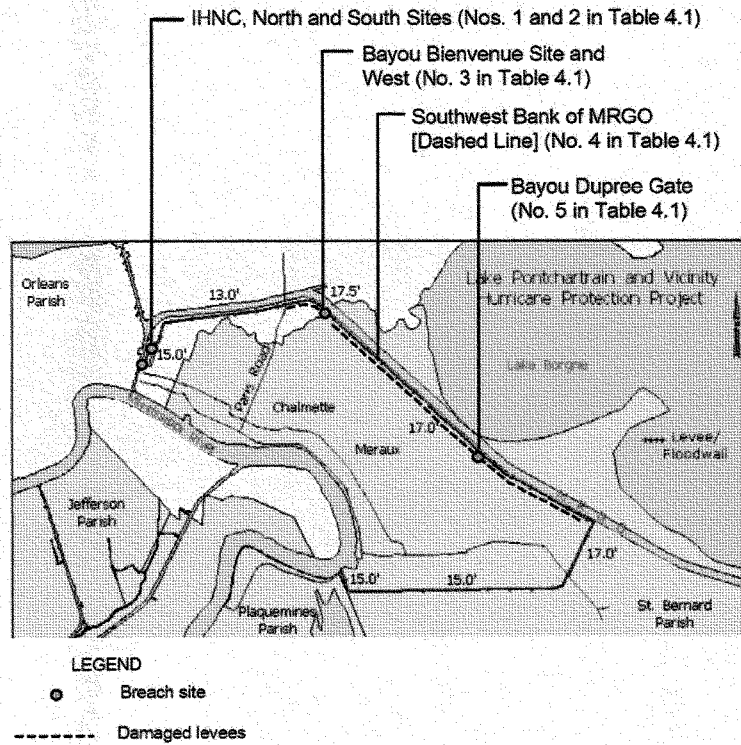 IHNC, North and South Sites (Nos. 1 and 2 in Table 4.1)
Bayou Bienvenue Site and
West (No. 3 in Table 4.1)
Southwest Bank of MRGO
[Dashed Line] (No. 4 in Table 4.1)
Bayou Dupree Gate
(No. 5 in Table 4.1)
Orleans
Parish
13.0'
17.5'
Lake Pontchartrain and Vicinity
Hurricane Protection Project
15.0'
Paris Road
Lake Borgne
Chalmette
17.0'
Meraux
Levee/
Floodwall
Jefferson
Parish
17.0'
15.0'
15.0'
Plaquemines
Parish
St. Bernard
Parish
LEGEND
Breach site
Damaged levees